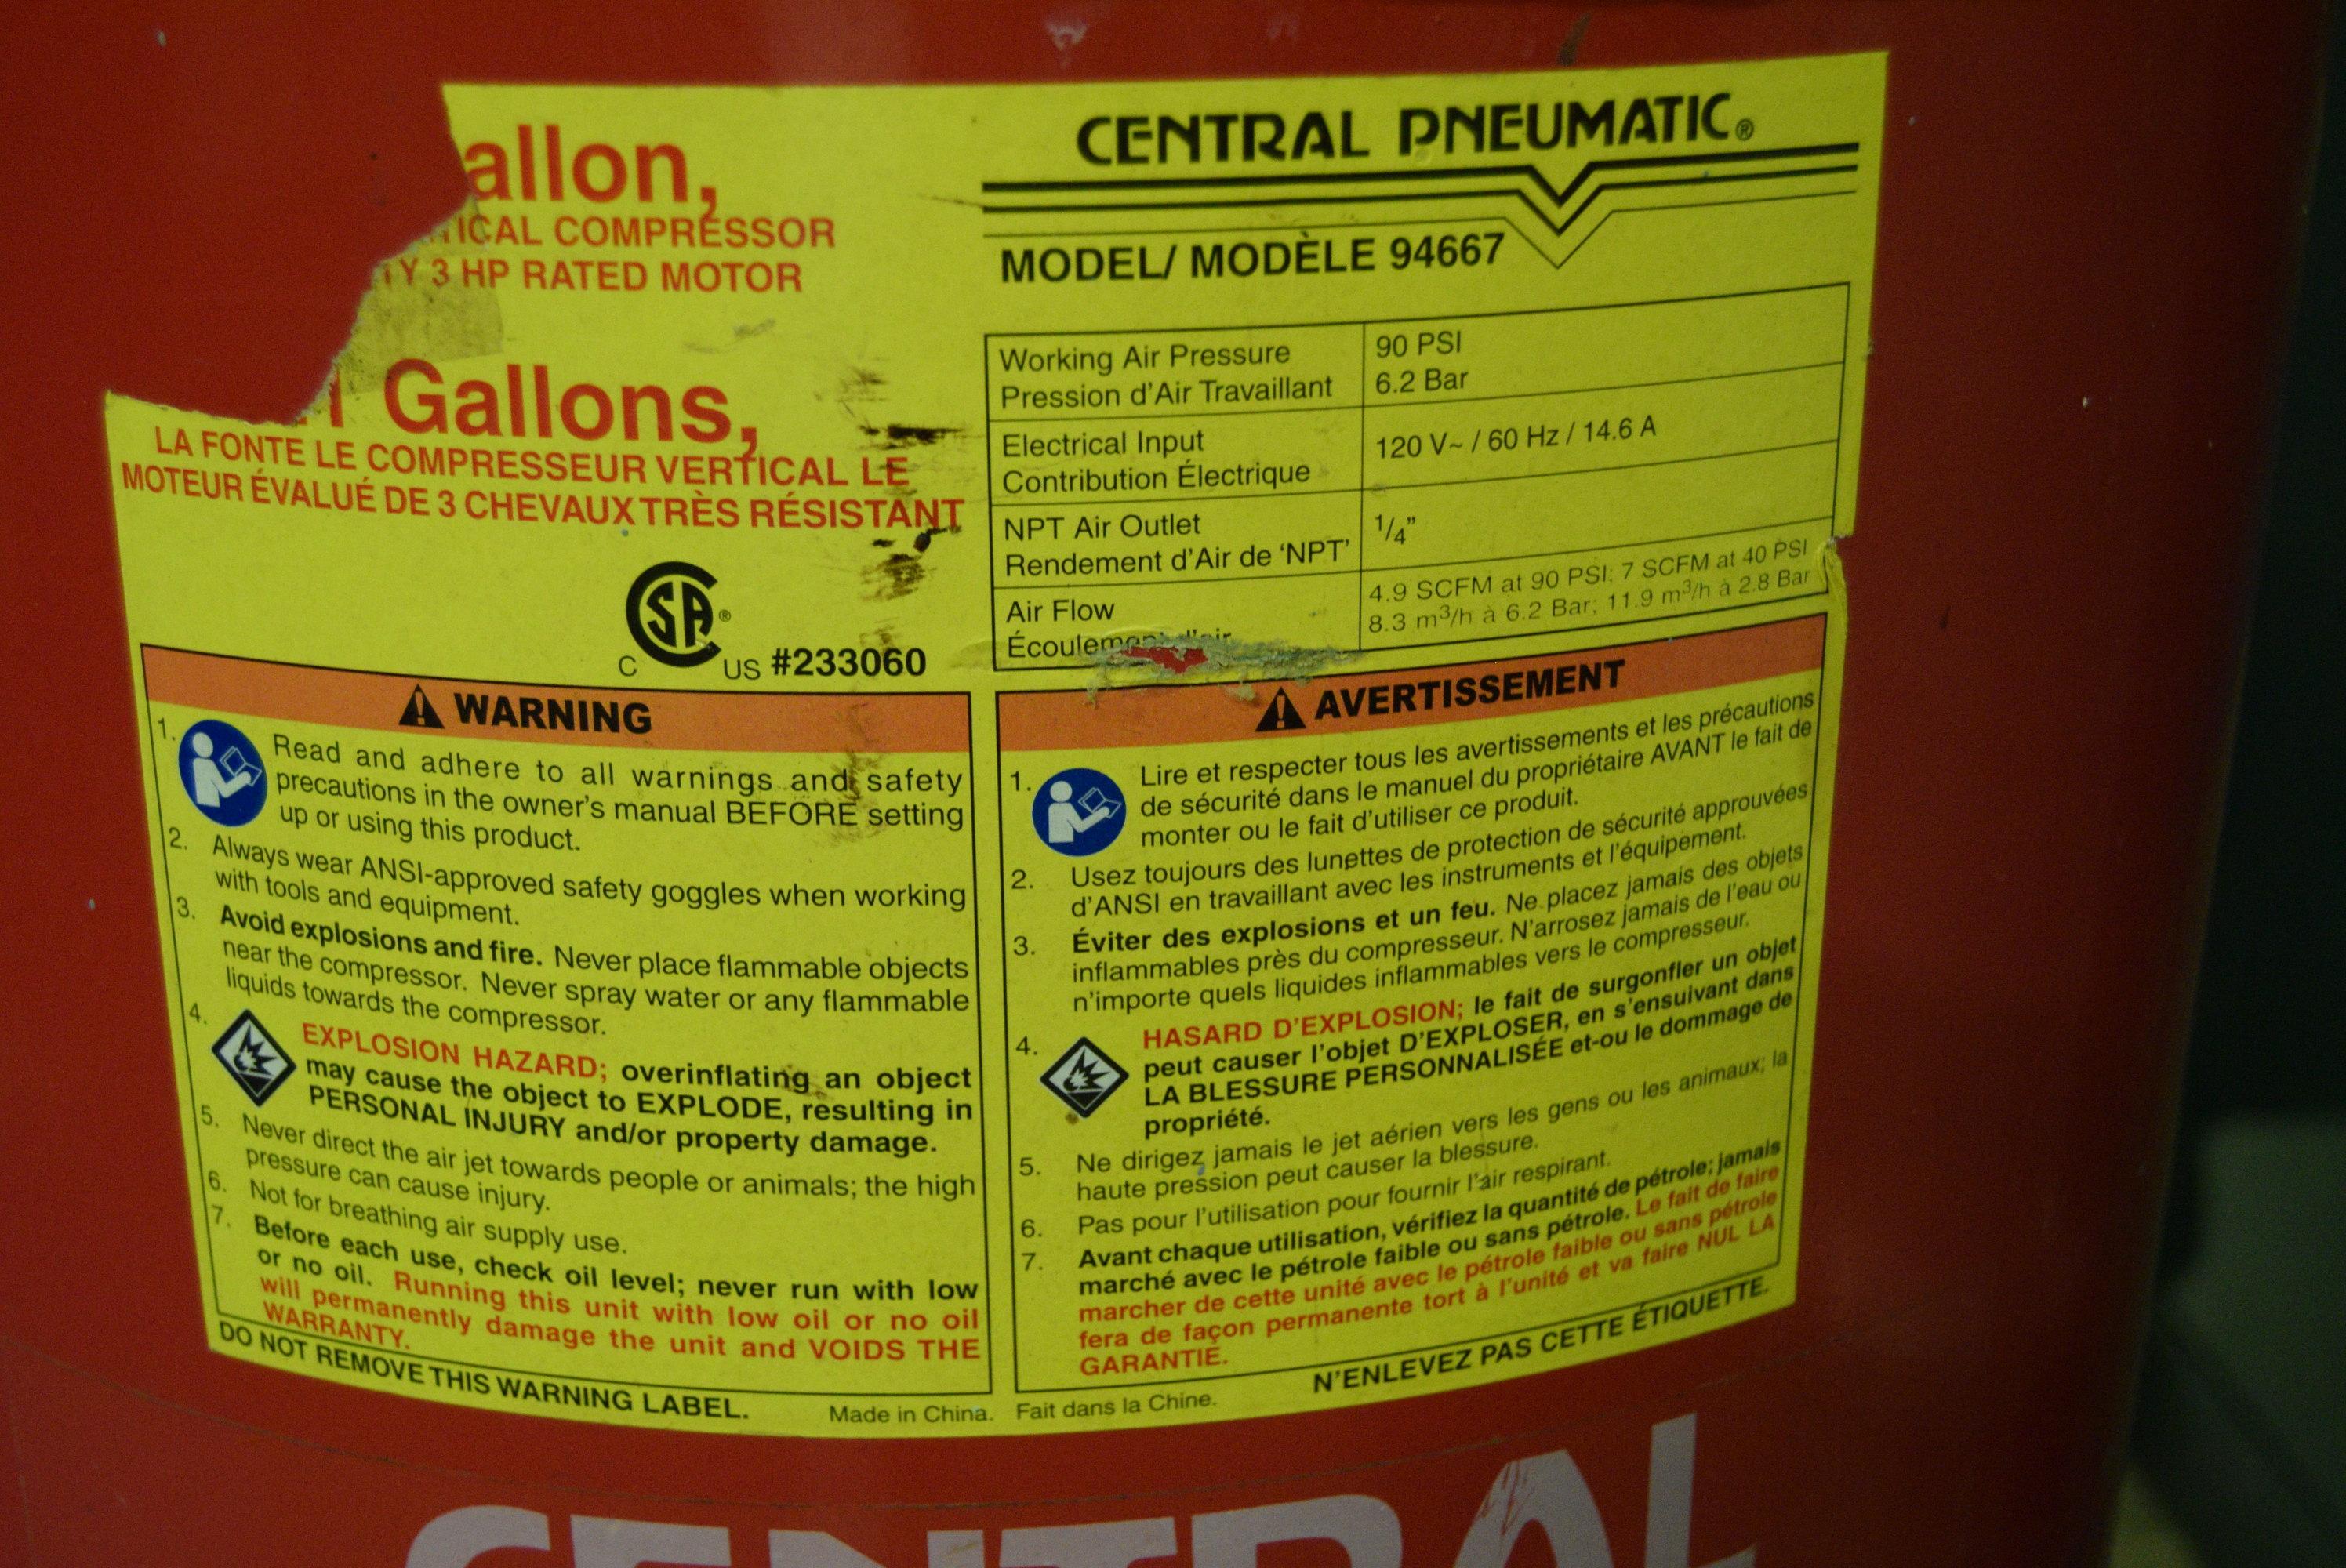 allon,
ICAL COMPRESSOR
Y 3 HP RATED MOTOR
1 Gallons,
LA FONTE LE COMPRESSEUR VERTICAL LE
MOTEUR ÉVALUÉ DE 3 CHEVAUX TRÈS RÉSISTANT
C SA® US #233060
CENTRAL PNEUMATIC®
MODEL/ MODÈLE 94667
Working Air Pressure 90 PSI
Pression d'Air Travaillant 6.2 Bar
Electrical Input 120 V~ / 60 Hz / 14.6 A
Contribution Électrique
NPT Air Outlet 1/4"
Rendement d'Air de 'NPT'
Air Flow 4.9 SCFM at 90 PSI; 7 SCFM at 40 PSI
Écoulement d'air 8.3 m³/h à 6.2 Bar; 11.9 m³/h à 2.8 Bar
WARNING
1. Read and adhere to all warnings and safety
precautions in the owner's manual BEFORE setting
up or using this product.
2. Always wear ANSI-approved safety goggles when working
with tools and equipment.
3. Avoid explosions and fire. Never place flammable objects
near the compressor. Never spray water or any flammable
liquids towards the compressor.
4. EXPLOSION HAZARD; overinflating an object
may cause the object to EXPLODE, resulting in
PERSONAL INJURY and/or property damage.
5. Never direct the air jet towards people or animals; the high
pressure can cause injury.
6. Not for breathing air supply use.
7. Before each use, check oil level; never run with low
or no oil. Running this unit with low oil or no oil
will permanently damage the unit and VOIDS THE
WARRANTY.
DO NOT REMOVE THIS WARNING LABEL.
Made in China.
AVERTISSEMENT
1. Lire et respecter tous les avertissements et les précautions
de sécurité dans le manuel du propriétaire AVANT le fait de
monter ou le fait d'utiliser ce produit.
2. Usez toujours des lunettes de protection de sécurité approuvées
d'ANSI en travaillant avec les instruments et l'équipement.
3. Éviter des explosions et un feu. Ne placez jamais des objets
inflammables près du compresseur. N'arrosez jamais de l'eau ou
n'importe quels liquides inflammables vers le compresseur.
4. HASARD D'EXPLOSION; le fait de surgonfler un objet
peut causer l'objet D'EXPLOSER, en s'ensuivant dans
LA BLESSURE PERSONNALISÉE et-ou le dommage de
propriété.
5. Ne dirigez jamais le jet aérien vers les gens ou les animaux; la
haute pression peut causer la blessure.
6. Pas pour l'utilisation pour fournir l'air respirant.
7. Avant chaque utilisation, vérifiez la quantité de pétrole; jamais
marché avec le pétrole faible ou sans pétrole. Le fait de faire
marcher de cette unité avec le pétrole faible ou sans pétrole
fera de façon permanente tort à l'unité et va faire NUL LA
GARANTIE.
Fait dans la Chine.
N'ENLEVEZ PAS CETTE ÉTIQUETTE.
CENTRAL